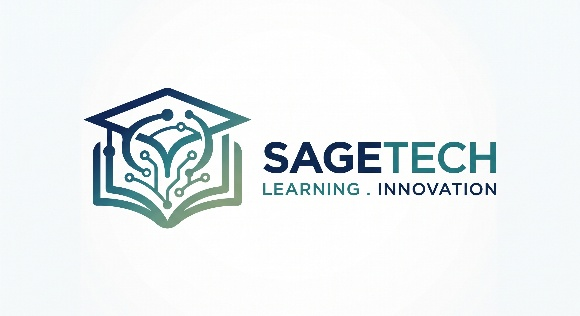 SAGETECH
LEARNING . INNOVATION